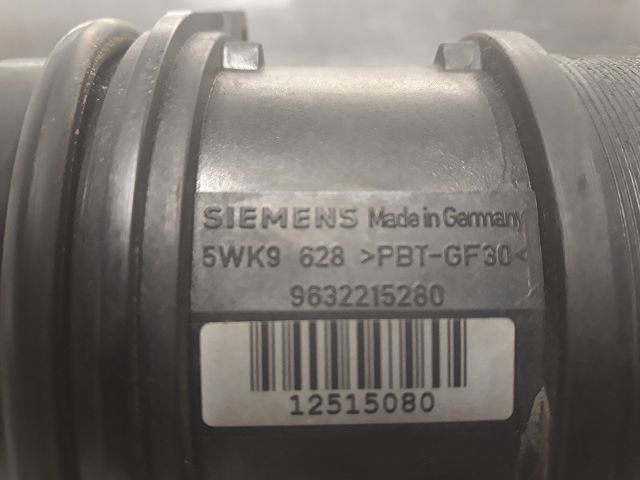 SIEMENS Made in Germany
5WK9 628 >PBT-GF30<
9632215280
12515080